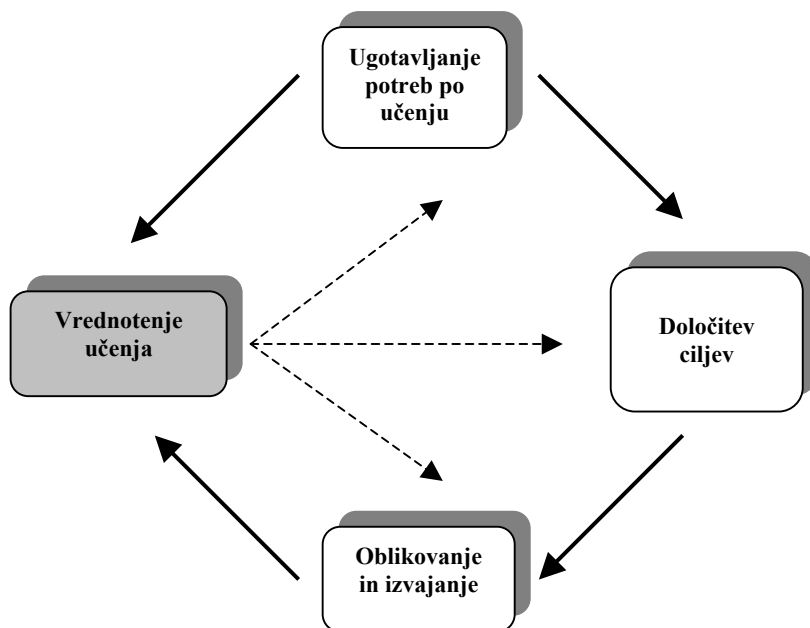 Ugotavljanje
potreb po
učenju
Vrednotenje
učenja
Določitev
ciljev
Oblikovanje
in izvajanje